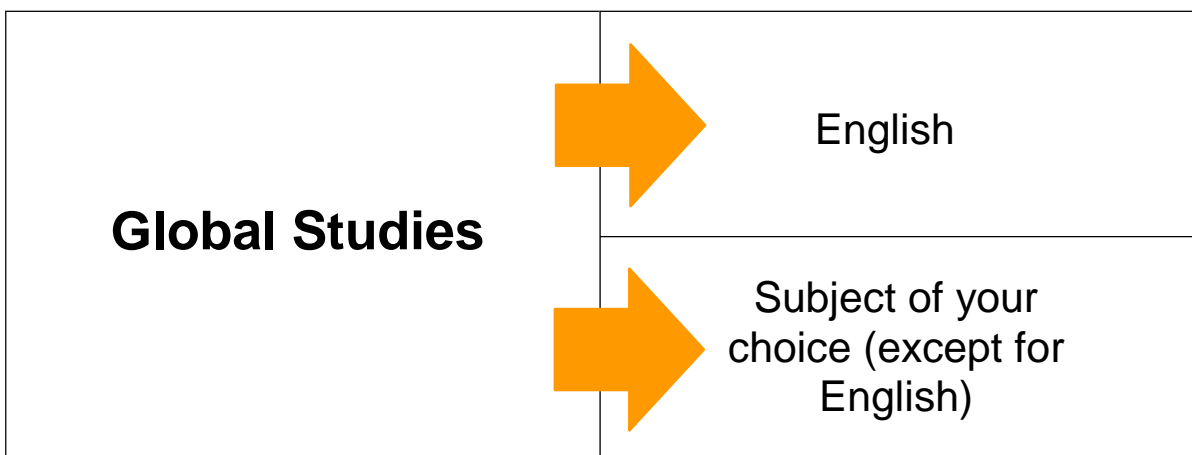 Global Studies
English
Subject of your
choice (except for
English)